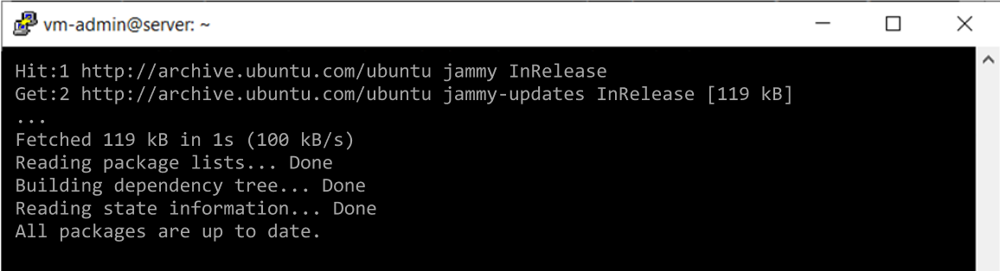 vm-admin@server: ~
Hit:1 http://archive.ubuntu.com/ubuntu jammy InRelease
Get:2 http://archive.ubuntu.com/ubuntu jammy-updates InRelease [119 kB]
...
Fetched 119 kB in 1s (100 kB/s)
Reading package lists... Done
Building dependency tree... Done
Reading state information... Done
All packages are up to date.